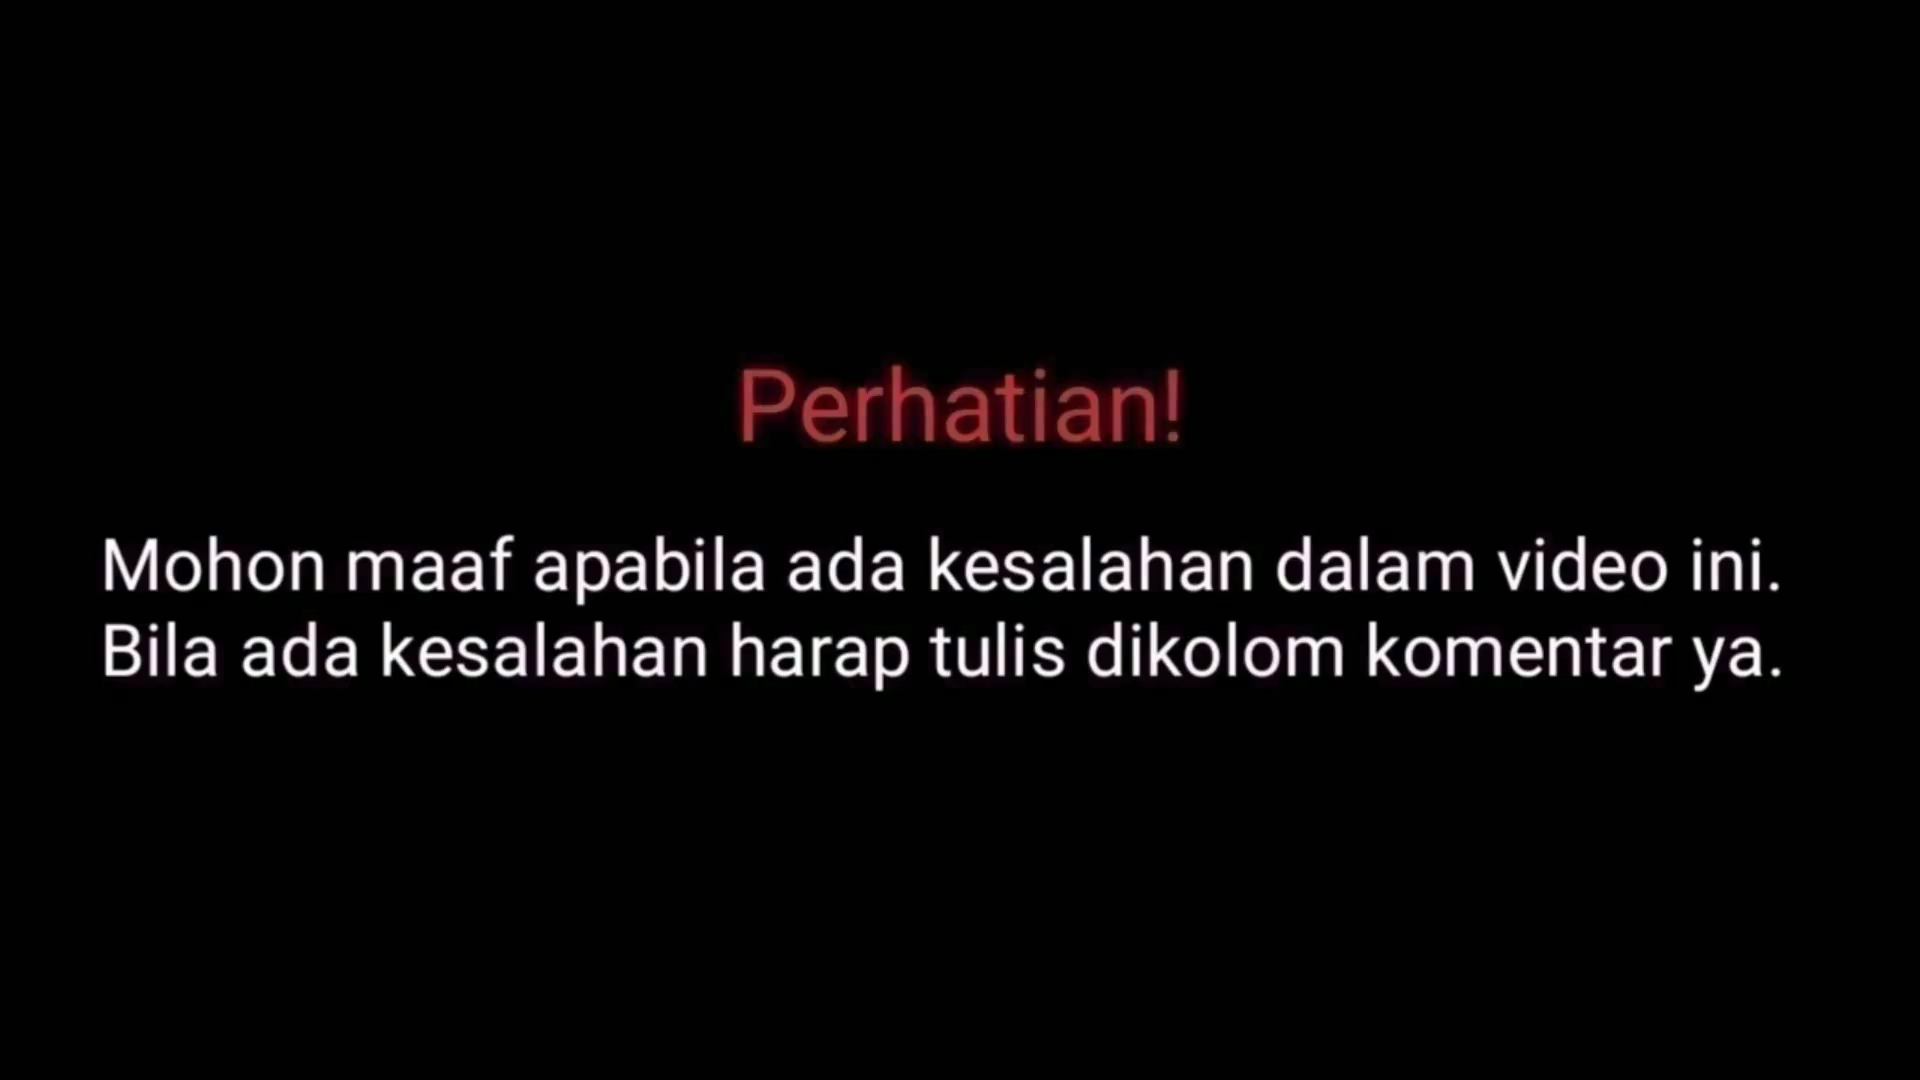 Perhatian!
Mohon maaf apabila ada kesalahan dalam video ini.
Bila ada kesalahan harap tulis dikolom komentar ya.